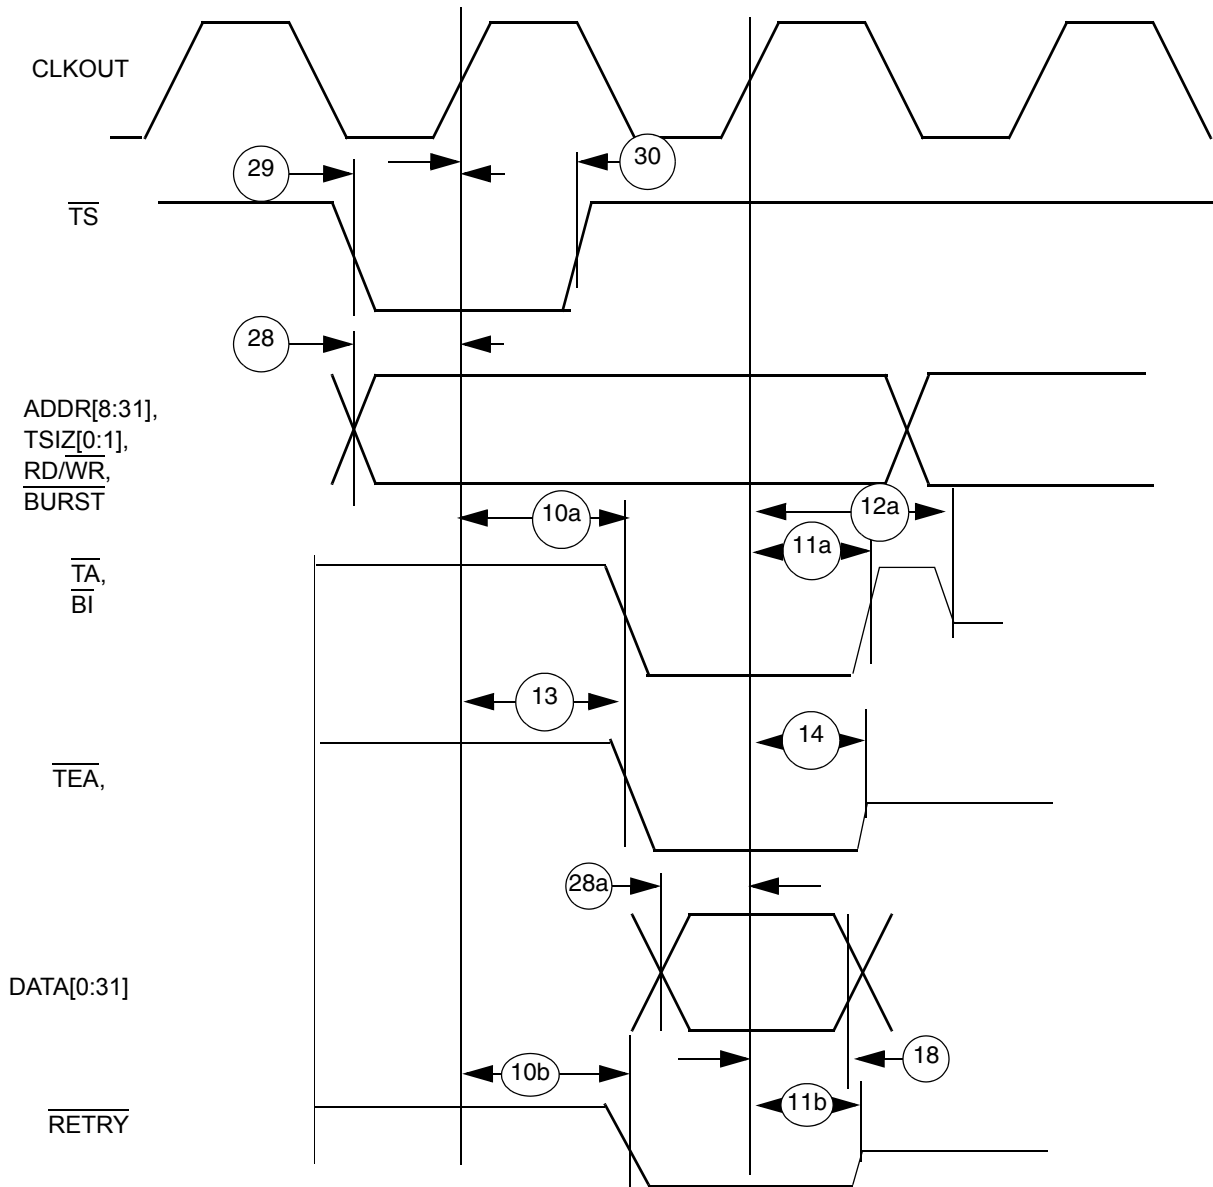 CLKOUT
29
30
TS
28
ADDR[8:31],
TSIZ[0:1],
RD/WR,
BURST
10a
12a
11a
TA,
BI
13
14
TEA,
28a
DATA[0:31]
10b
18
11b
RETRY